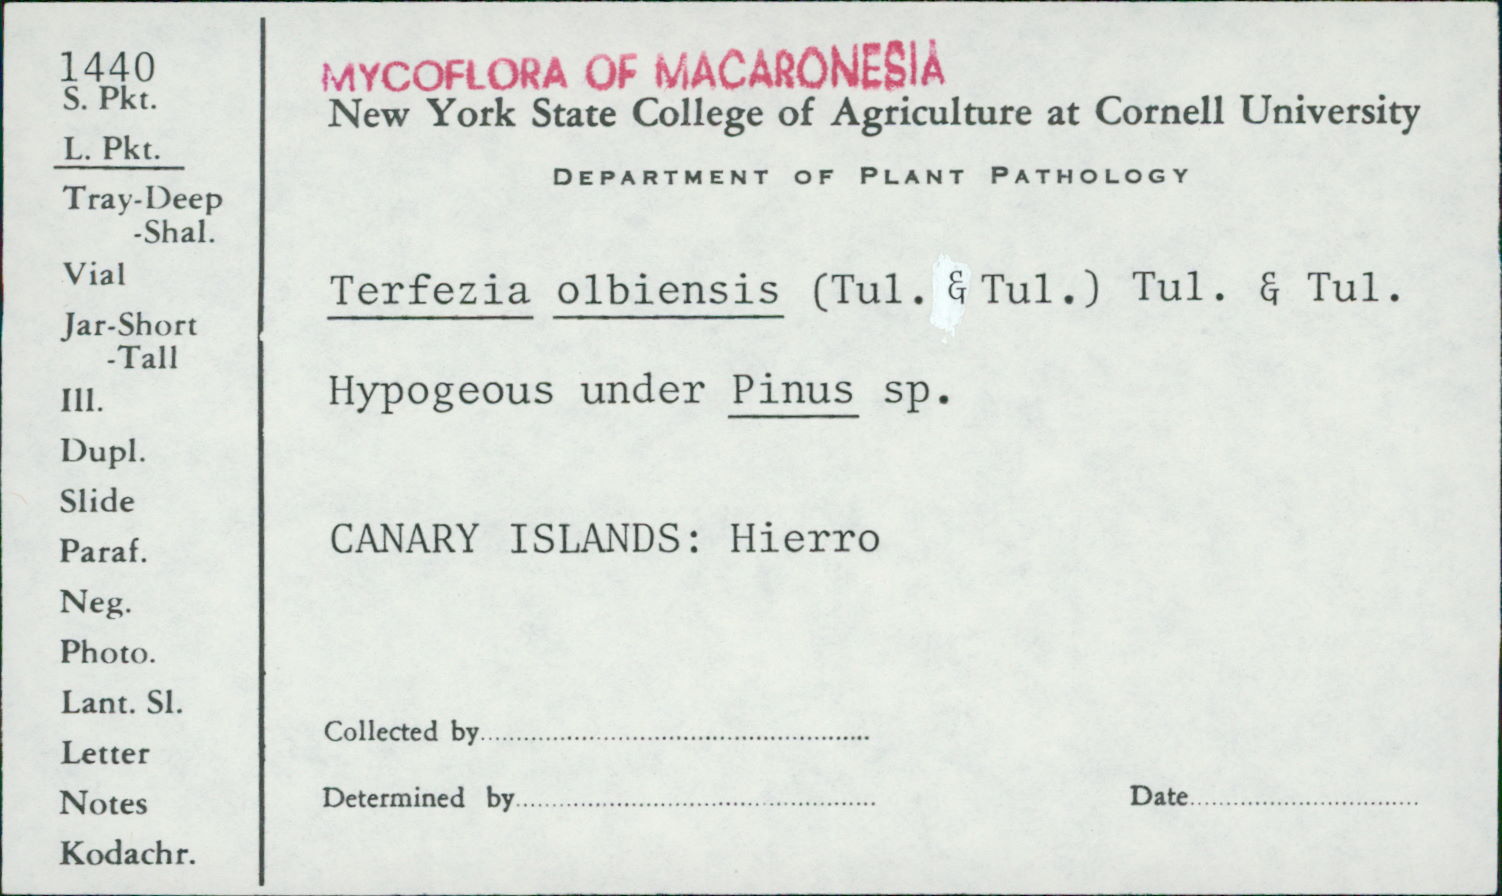 1440
S. Pkt.
L. Pkt.
Tray-Deep
-Shal.
Vial
Jar-Short
-Tall
Ill.
Dupl.
Slide
Paraf.
Neg.
Photo.
Lant. Sl.
Letter
Notes
Kodachr.
MYCOFLORA OF MACARONESIA
New York State College of Agriculture at Cornell University
DEPARTMENT OF PLANT PATHOLOGY
Terfezia olbiensis (Tul. & Tul.) Tul. & Tul.
Hypogeous under Pinus sp.
CANARY ISLANDS: Hierro
Collected by
Determined by
Date